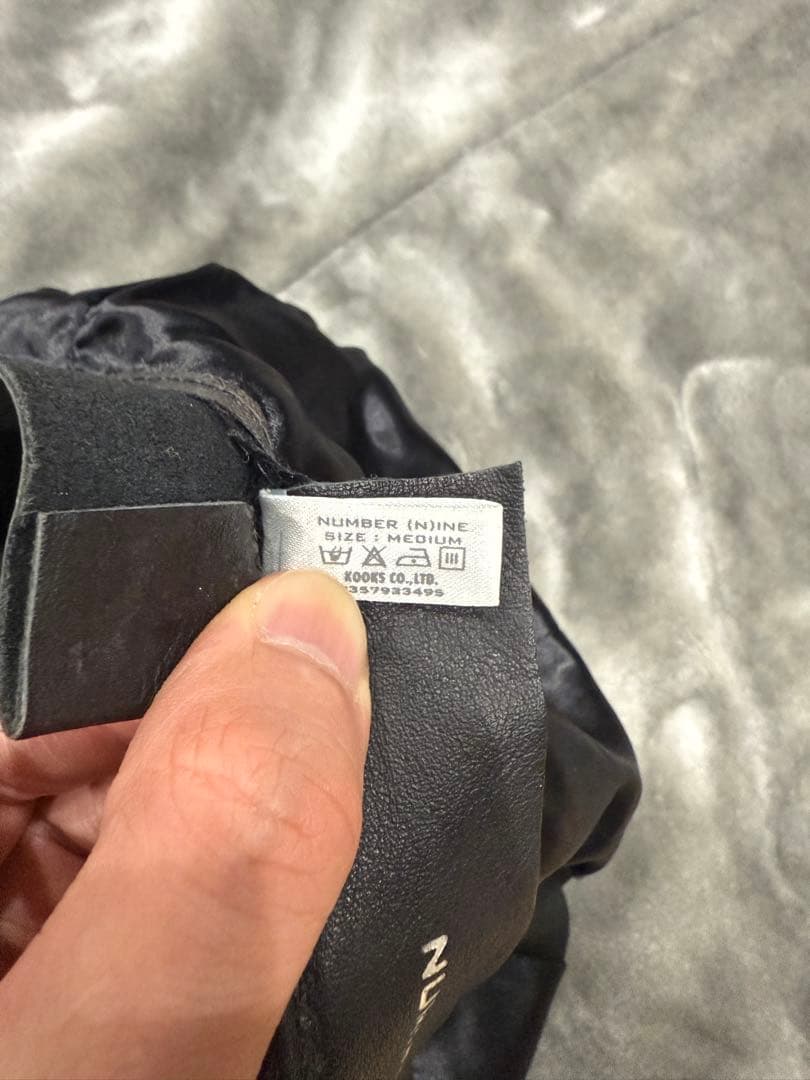 NUMBER (N)INE
SIZE : MEDIUM
KOOKS CO.,LTD.
357933495